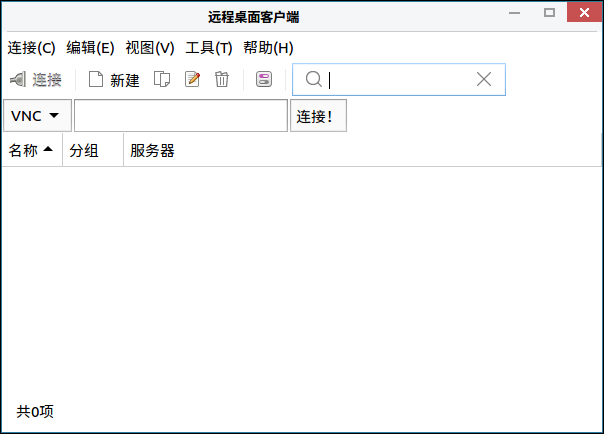 远程桌面客户端
连接(C) 编辑(E) 视图(V) 工具(T) 帮助(H)
连接 新建
VNC 连接!
名称 分组 服务器
共0项